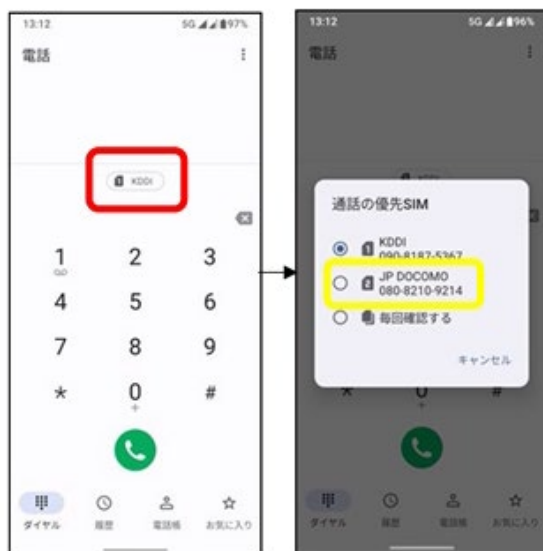 13:12
5G 97%
電話
1 KDDI
1
2
3
4
5
6
7
8
9
*
0
+
#
ダイヤル
履歴
電話帳
お気に入り
13:12
5G 96%
電話
通話の優先SIM
1 KDDI
090-8187-5367
2 JP DOCOMO
080-8210-9214
毎回確認する
キャンセル
*
0
#
ダイヤル
履歴
電話帳
お気に入り